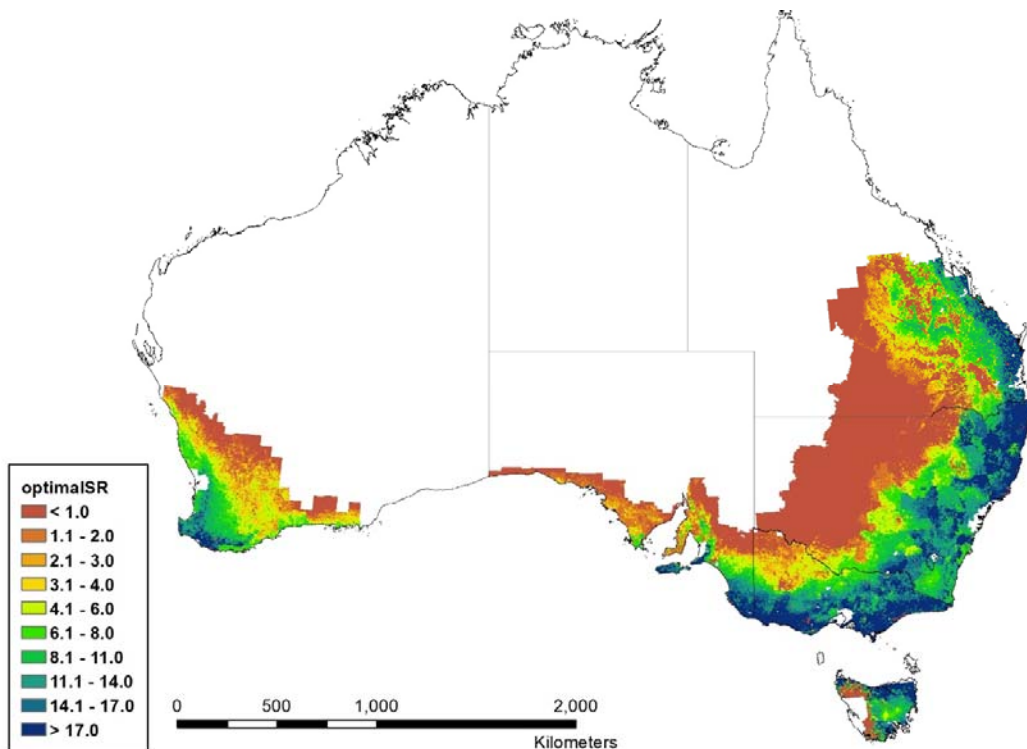 optimalSR
< 1.0
1.1 - 2.0
2.1 - 3.0
3.1 - 4.0
4.1 - 6.0
6.1 - 8.0
8.1 - 11.0
11.1 - 14.0
14.1 - 17.0
> 17.0
0 500 1,000 2,000
Kilometers